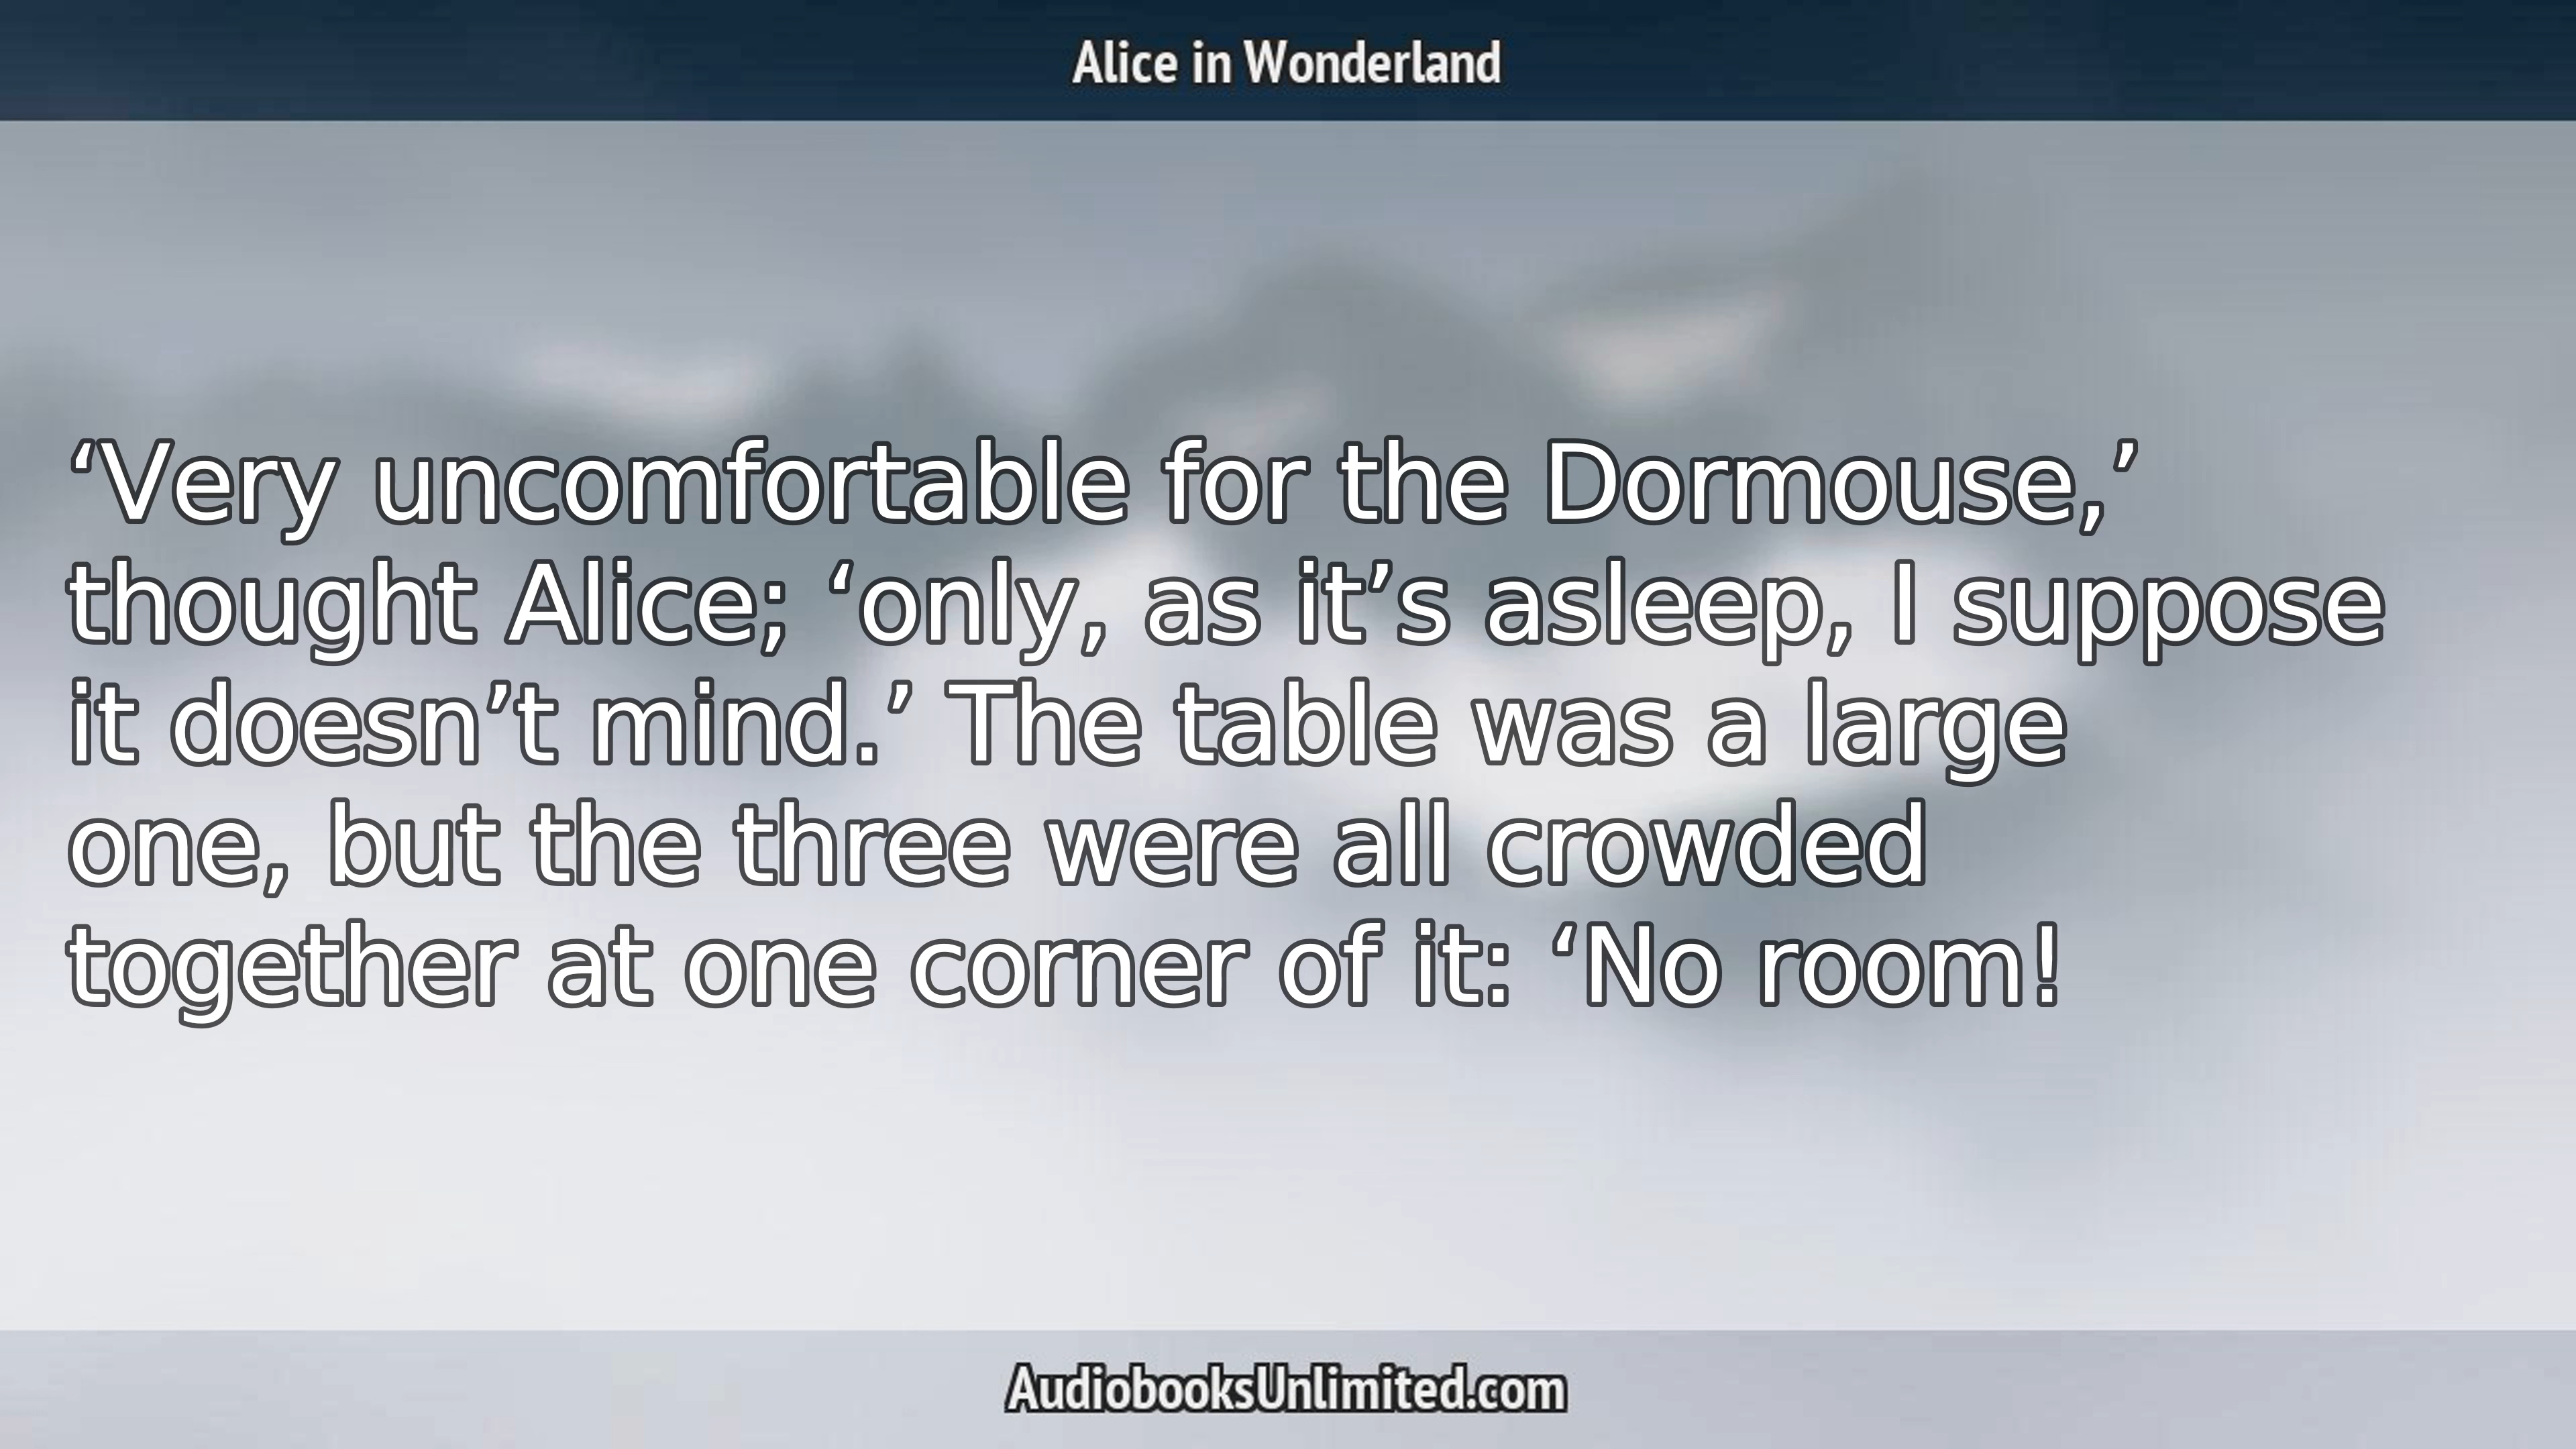 Alice in Wonderland
‘Very uncomfortable for the Dormouse,’
thought Alice; ‘only, as it’s asleep, I suppose
it doesn’t mind.’ The table was a large
one, but the three were all crowded
together at one corner of it: ‘No room!
AudiobooksUnlimited.com